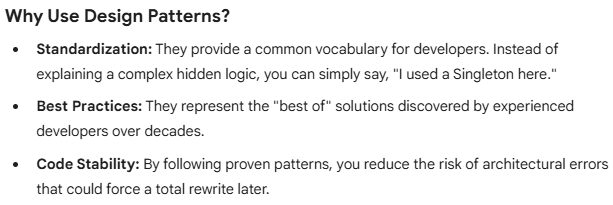 Why Use Design Patterns?
• Standardization: They provide a common vocabulary for developers. Instead of
explaining a complex hidden logic, you can simply say, "I used a Singleton here."
• Best Practices: They represent the "best of" solutions discovered by experienced
developers over decades.
• Code Stability: By following proven patterns, you reduce the risk of architectural errors
that could force a total rewrite later.